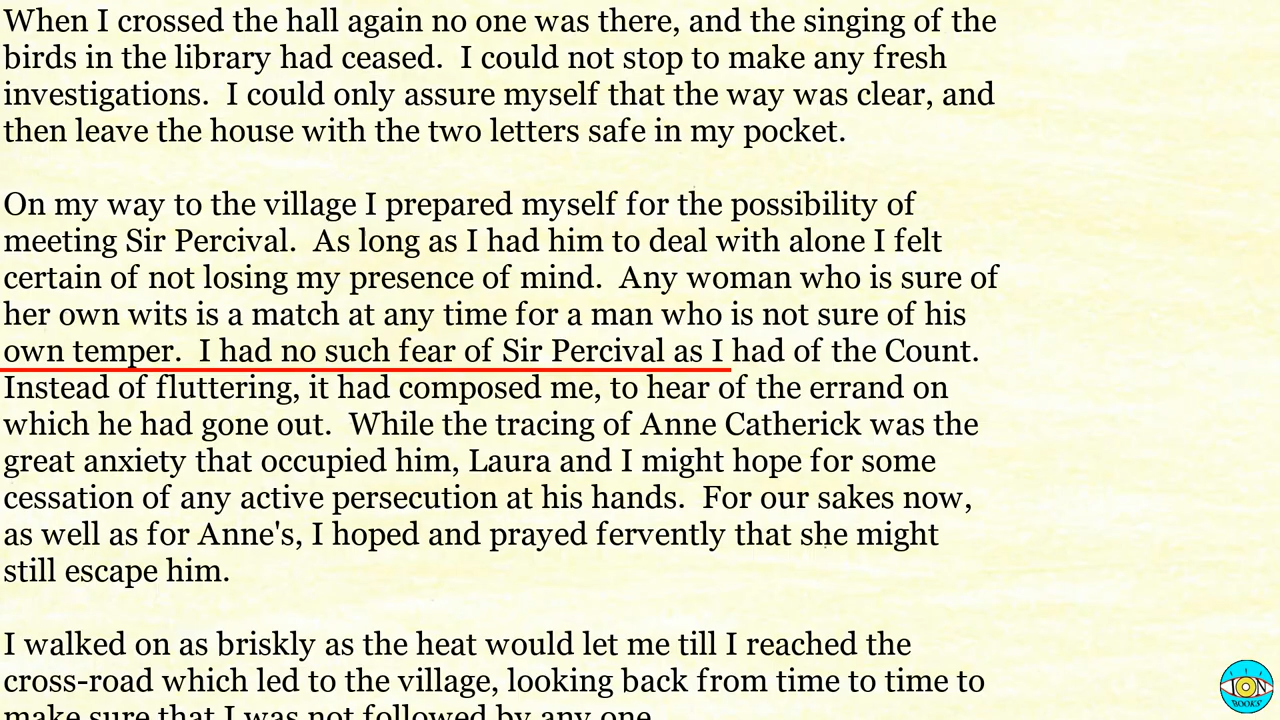 When I crossed the hall again no one was there, and the singing of the
birds in the library had ceased.  I could not stop to make any fresh
investigations.  I could only assure myself that the way was clear, and
then leave the house with the two letters safe in my pocket.
On my way to the village I prepared myself for the possibility of
meeting Sir Percival.  As long as I had him to deal with alone I felt
certain of not losing my presence of mind.  Any woman who is sure of
her own wits is a match at any time for a man who is not sure of his
own temper.  I had no such fear of Sir Percival as I had of the Count.
Instead of fluttering, it had composed me, to hear of the errand on
which he had gone out.  While the tracing of Anne Catherick was the
great anxiety that occupied him, Laura and I might hope for some
cessation of any active persecution at his hands.  For our sakes now,
as well as for Anne's, I hoped and prayed fervently that she might
still escape him.
I walked on as briskly as the heat would let me till I reached the
cross-road which led to the village, looking back from time to time to
make sure that I was not followed by any one.
ION
BOOKS